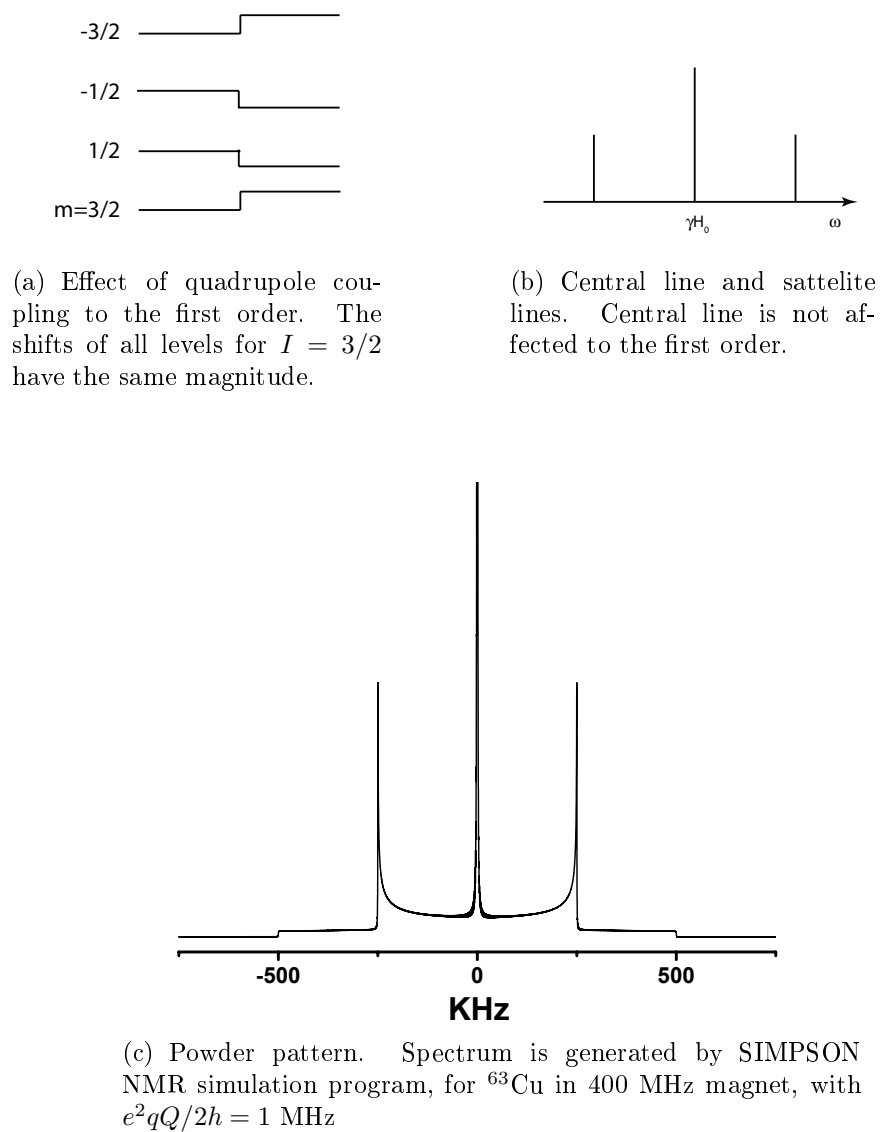 -3/2
-1/2
1/2
m=3/2
γH₀
ω
(a) Effect of quadrupole cou-
pling to the first order. The
shifts of all levels for I = 3/2
have the same magnitude.
(b) Central line and sattelite
lines. Central line is not af-
fected to the first order.
-500
0
500
KHz
(c) Powder pattern. Spectrum is generated by SIMPSON
NMR simulation program, for ⁶³Cu in 400 MHz magnet, with
e²qQ/2h = 1 MHz